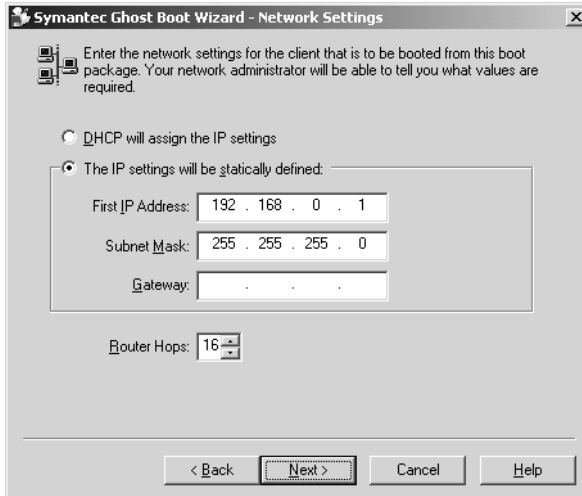 Symantec Ghost Boot Wizard - Network Settings
Enter the network settings for the client that is to be booted from this boot
package. Your network administrator will be able to tell you what values are
required.
DHCP will assign the IP settings
The IP settings will be statically defined:
First IP Address: 192 . 168 . 0 . 1
Subnet Mask: 255 . 255 . 255 . 0
Gateway: . . .
Router Hops: 16
< Back Next > Cancel Help